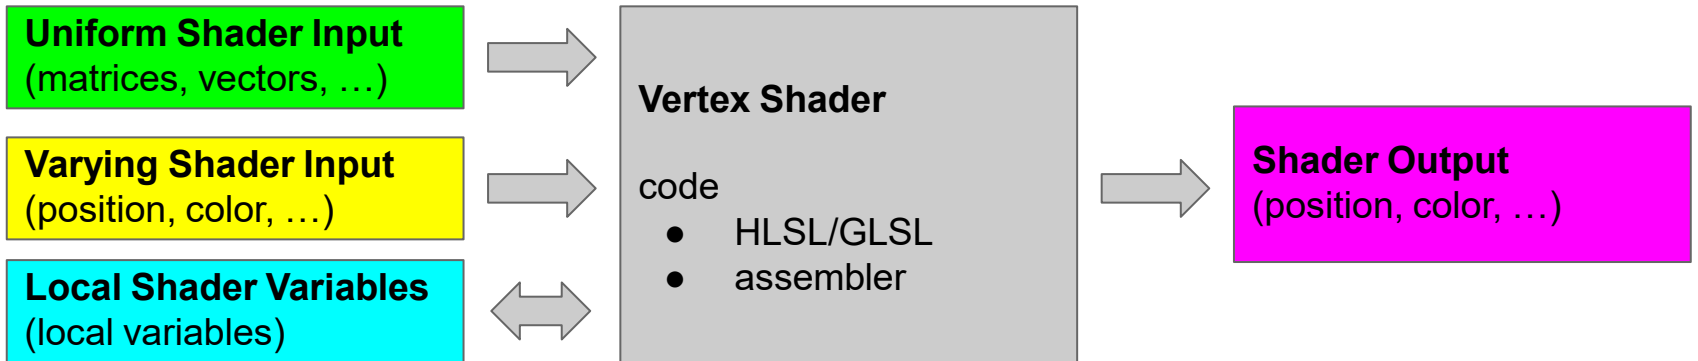 Uniform Shader Input
(matrices, vectors, …)
Varying Shader Input
(position, color, …)
Local Shader Variables
(local variables)
Vertex Shader
code
● HLSL/GLSL
● assembler
Shader Output
(position, color, …)